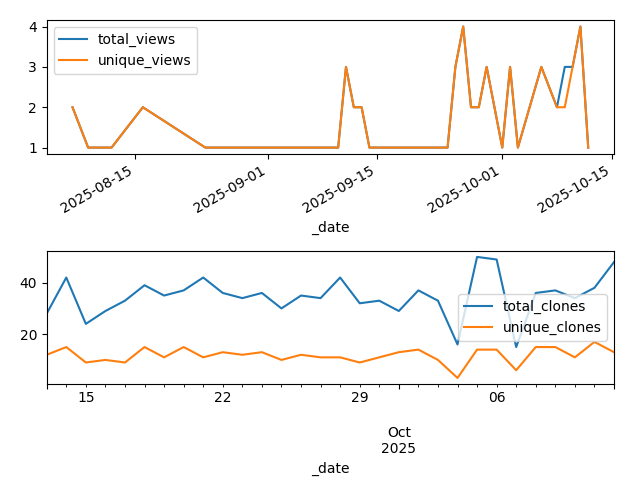 4
3
2
1
total_views
unique_views
2025-08-15
2025-09-01
2025-09-15
2025-10-01
2025-10-15
_date
40
20
total_clones
unique_clones
15
22
29
06
Oct
2025
_date